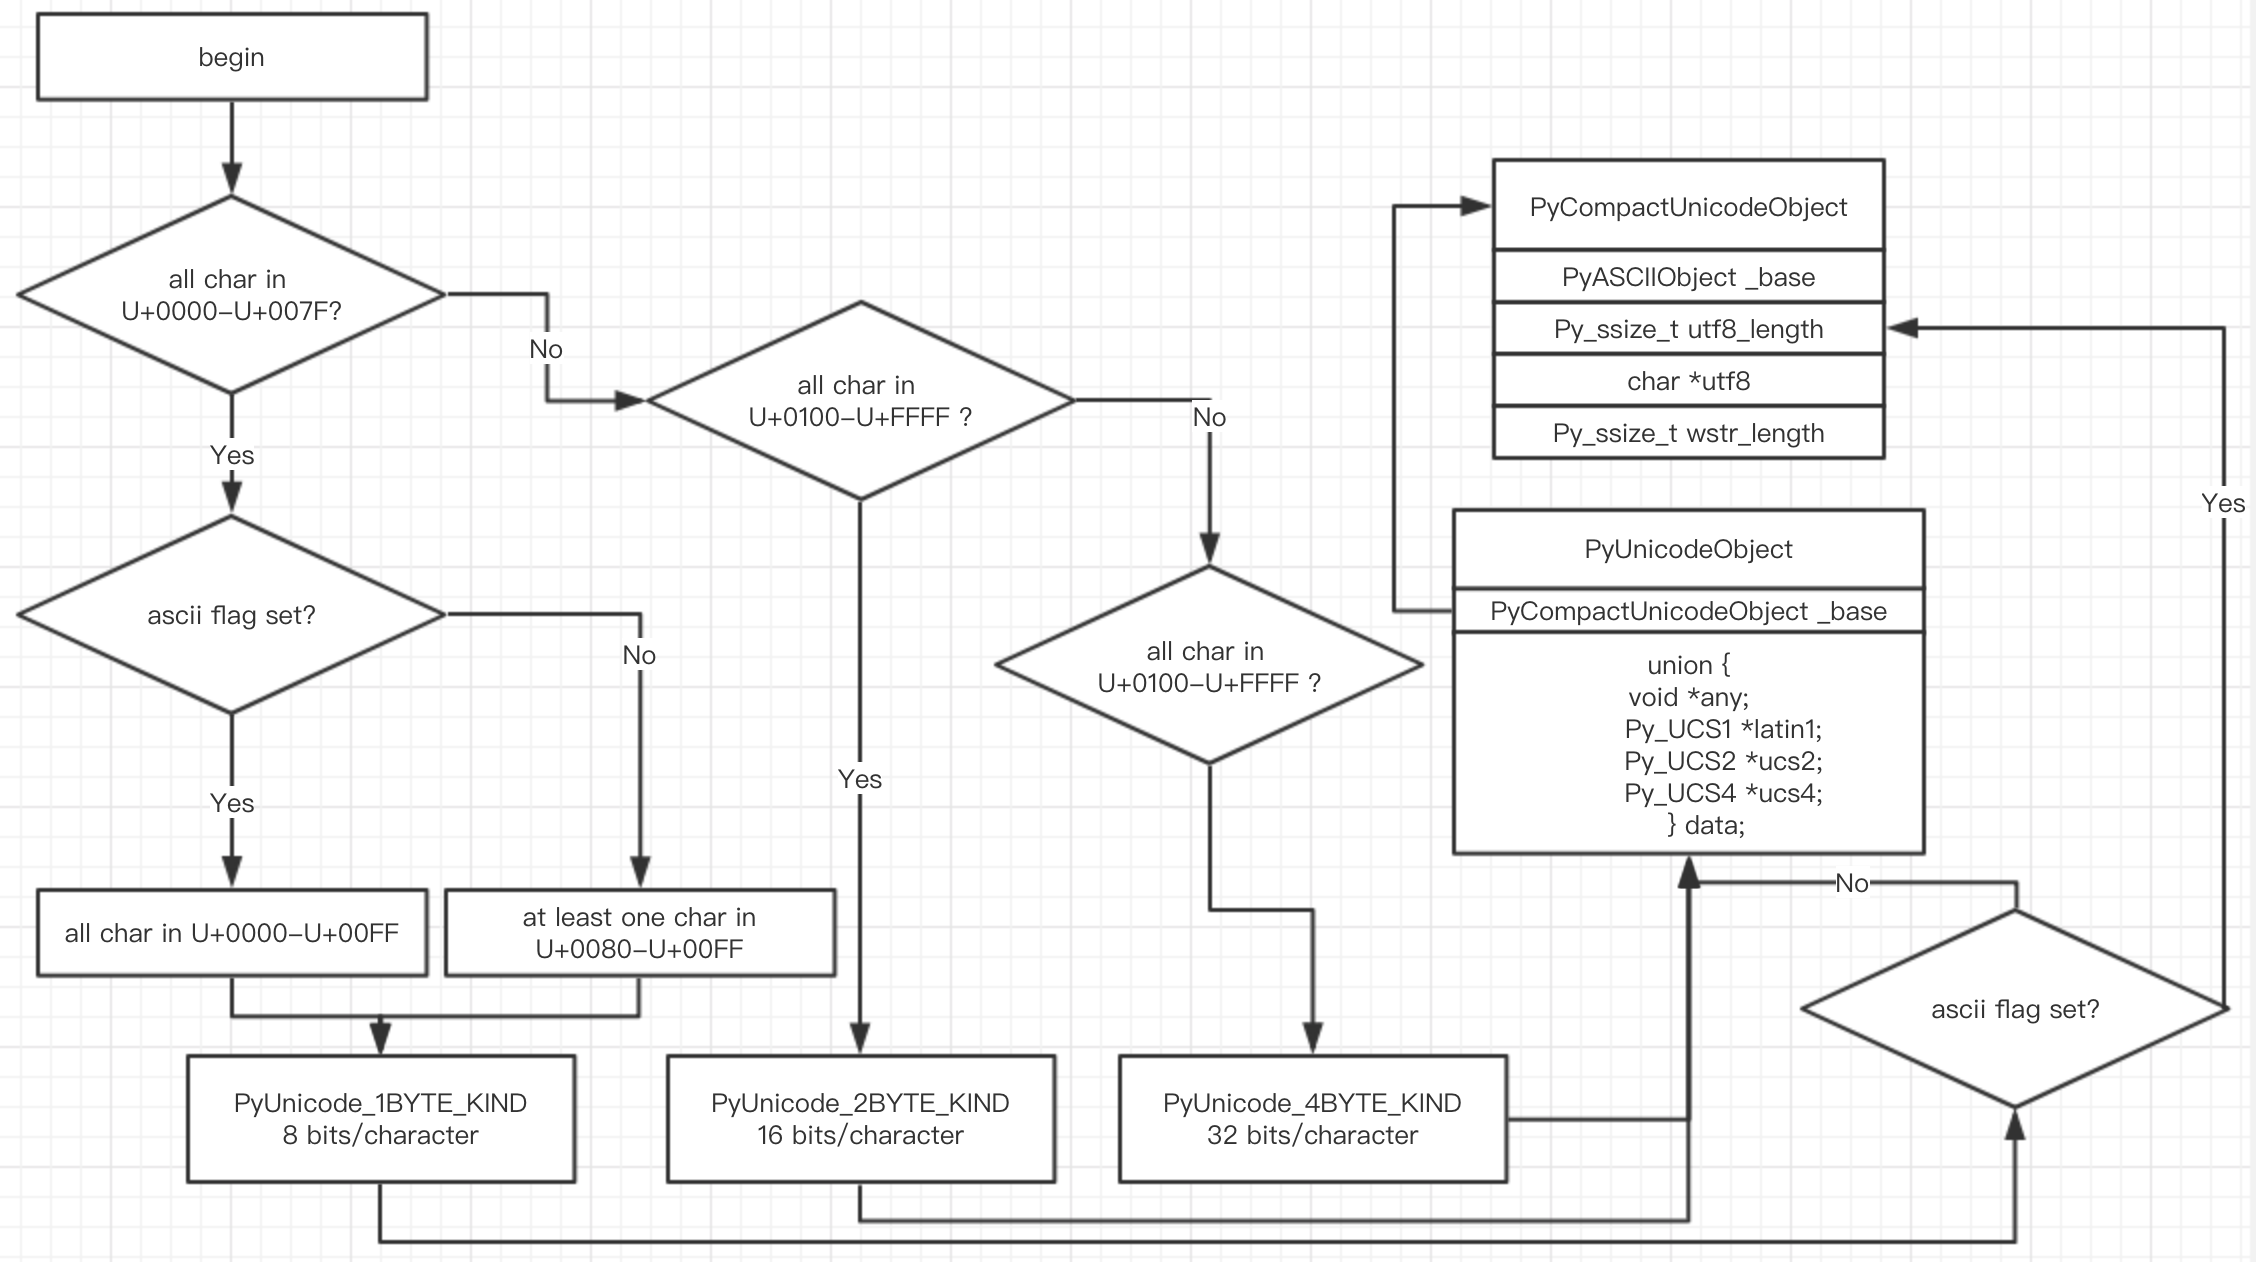 begin
all char in
U+0000–U+007F?
No
Yes
all char in
U+0100–U+FFFF ?
No
Yes
ascii flag set?
No
Yes
all char in
U+0100–U+FFFF ?
all char in U+0000–U+00FF
at least one char in
U+0080–U+00FF
PyUnicode_1BYTE_KIND
8 bits/character
PyUnicode_2BYTE_KIND
16 bits/character
PyUnicode_4BYTE_KIND
32 bits/character
PyCompactUnicodeObject
PyASCIIObject _base
Py_ssize_t utf8_length
char *utf8
Py_ssize_t wstr_length
PyUnicodeObject
PyCompactUnicodeObject _base
union {
void *any;
Py_UCS1 *latin1;
Py_UCS2 *ucs2;
Py_UCS4 *ucs4;
} data;
No
Yes
ascii flag set?